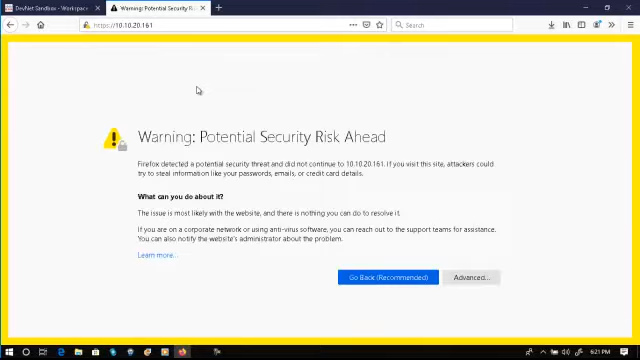 DevNet Sandbox - Workspace
Warning: Potential Security Ris
https://10.10.20.161
Search
Warning: Potential Security Risk Ahead
Firefox detected a potential security threat and did not continue to 10.10.20.161. If you visit this site, attackers could
try to steal information like your passwords, emails, or credit card details.
What can you do about it?
The issue is most likely with the website, and there is nothing you can do to resolve it.
If you are on a corporate network or using anti-virus software, you can reach out to the support teams for assistance.
You can also notify the website's administrator about the problem.
Learn more...
Go Back (Recommended)
Advanced...
6:21 PM